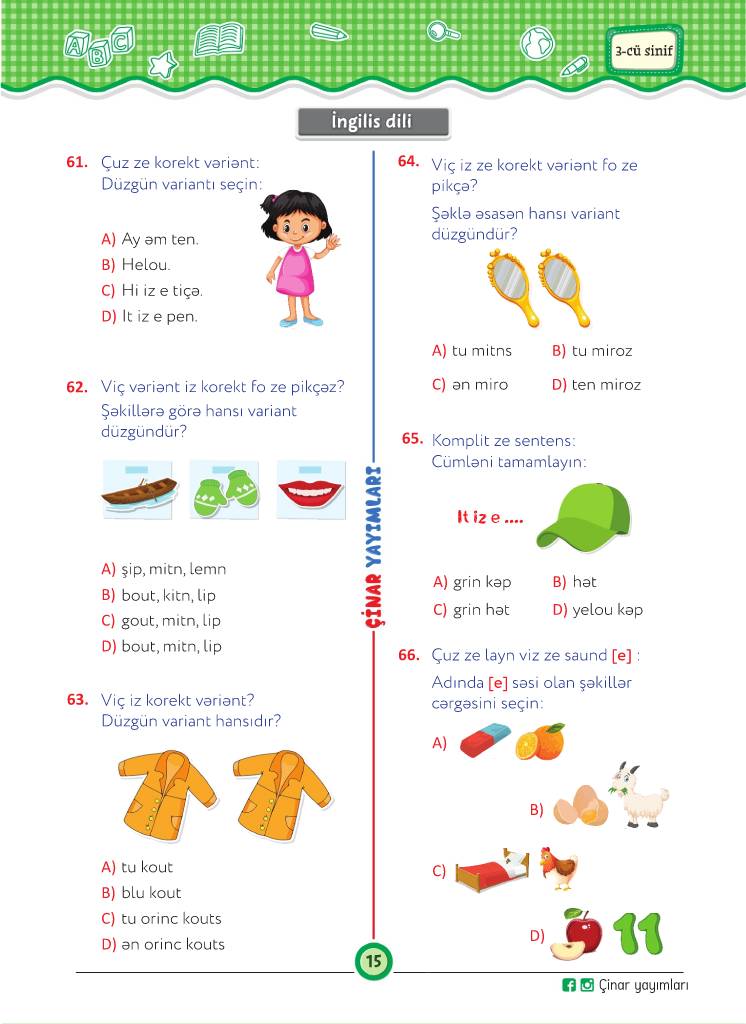 ABC
3-cü sinif
İngilis dili
61. Çuz ze korekt vəriənt:
Düzgün variantı seçin:
A) Ay əm ten.
B) Helou.
C) Hi iz e tiçə.
D) It iz e pen.
62. Viç vəriənt iz korekt fo ze pikçəz?
Şəkillərə görə hansı variant
düzgündür?
A) şip, mitn, lemn
B) bout, kitn, lip
C) gout, mitn, lip
D) bout, mitn, lip
63. Viç iz korekt vəriənt?
Düzgün variant hansıdır?
A) tu kout
B) blu kout
C) tu orinc kouts
D) ən orinc kouts
ÇİNAR YAYIMLARI
64. Viç iz ze korekt vəriənt fo ze
pikçə?
Şəklə əsasən hansı variant
düzgündür?
A) tu mitns B) tu miroz
C) ən miro D) ten miroz
65. Komplit ze sentens:
Cümləni tamamlayın:
It iz e ....
A) grin kəp B) hət
C) grin hət D) yelou kəp
66. Çuz ze layn viz ze saund [e] :
Adında [e] səsi olan şəkillər
cərgəsini seçin:
A)
B)
C)
D) 11
15
Çinar yayımları